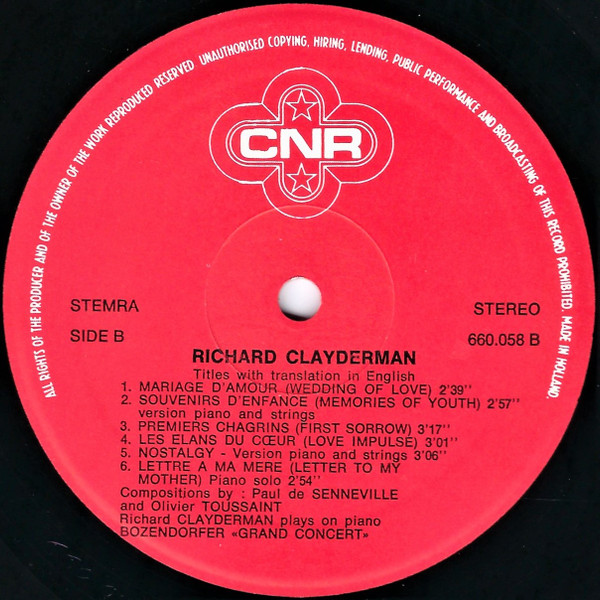 ALL RIGHTS OF THE PRODUCER AND OF THE OWNER OF THE WORK REPRODUCED RESERVED. UNAUTHORISED COPYING, HIRING, LENDING, PUBLIC PERFORMANCE AND BROADCASTING OF THIS RECORD PROHIBITED. MADE IN HOLLAND.
CNR
STEMRA
STEREO
SIDE B
660.058 B
RICHARD CLAYDERMAN
Titles with translation in English
1. MARIAGE D'AMOUR (WEDDING OF LOVE) 2'39''
2. SOUVENIRS D'ENFANCE (MEMORIES OF YOUTH) 2'57''
version piano and strings
3. PREMIERS CHAGRINS (FIRST SORROW) 3'17''
4. LES ELANS DU CŒUR (LOVE IMPULSE) 3'01''
5. NOSTALGY - Version piano and strings 3'06''
6. LETTRE A MA MERE (LETTER TO MY
MOTHER) Piano solo 2'54''
Compositions by : Paul de SENNEVILLE
and Olivier TOUSSAINT
Richard CLAYDERMAN plays on piano
BOZENDORFER «GRAND CONCERT»